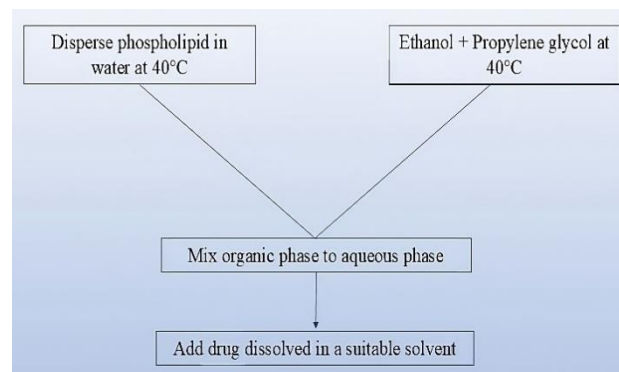 Disperse phospholipid in
water at 40°C
Ethanol + Propylene glycol at
40°C
Mix organic phase to aqueous phase
Add drug dissolved in a suitable solvent